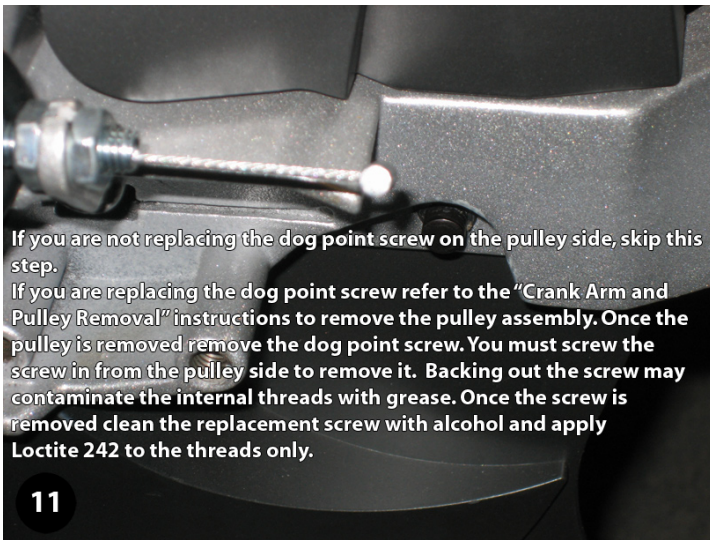 If you are not replacing the dog point screw on the pulley side, skip this
step.
If you are replacing the dog point screw refer to the “Crank Arm and
Pulley Removal” instructions to remove the pulley assembly. Once the
pulley is removed remove the dog point screw. You must screw the
screw in from the pulley side to remove it.  Backing out the screw may
contaminate the internal threads with grease. Once the screw is
removed clean the replacement screw with alcohol and apply
Loctite 242 to the threads only.
11